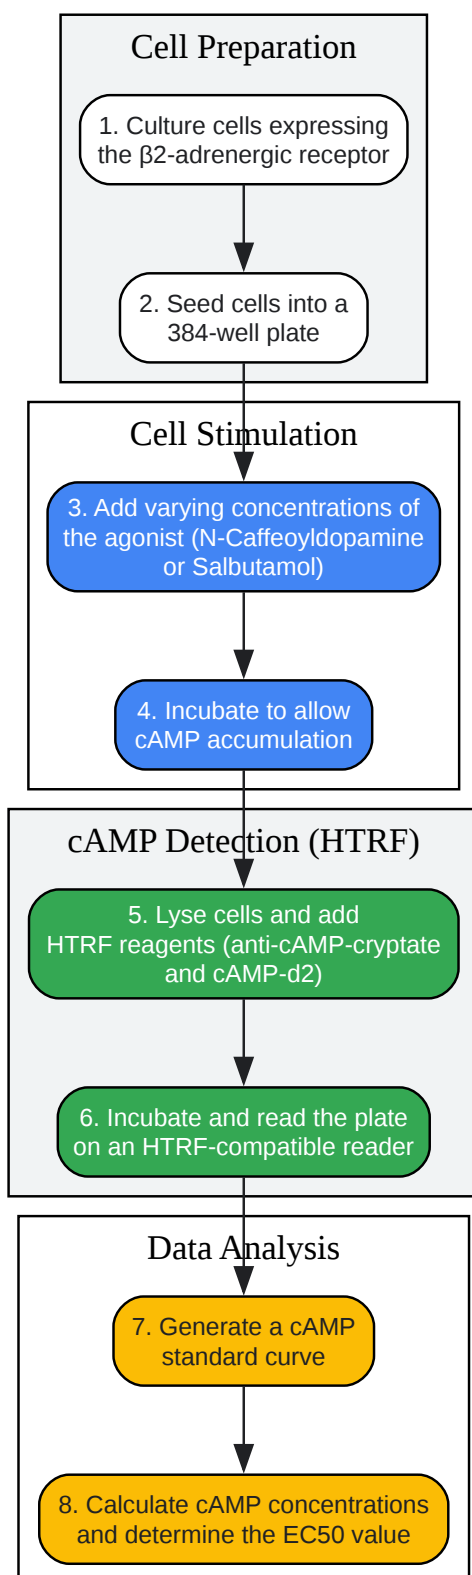 Cell Preparation
1. Culture cells expressing
the β2-adrenergic receptor
2. Seed cells into a
384-well plate
Cell Stimulation
3. Add varying concentrations of
the agonist (N-Caffeoyldopamine
or Salbutamol)
4. Incubate to allow
cAMP accumulation
cAMP Detection (HTRF)
5. Lyse cells and add
HTRF reagents (anti-cAMP-cryptate
and cAMP-d2)
6. Incubate and read the plate
on an HTRF-compatible reader
Data Analysis
7. Generate a cAMP
standard curve
8. Calculate cAMP concentrations
and determine the EC50 value